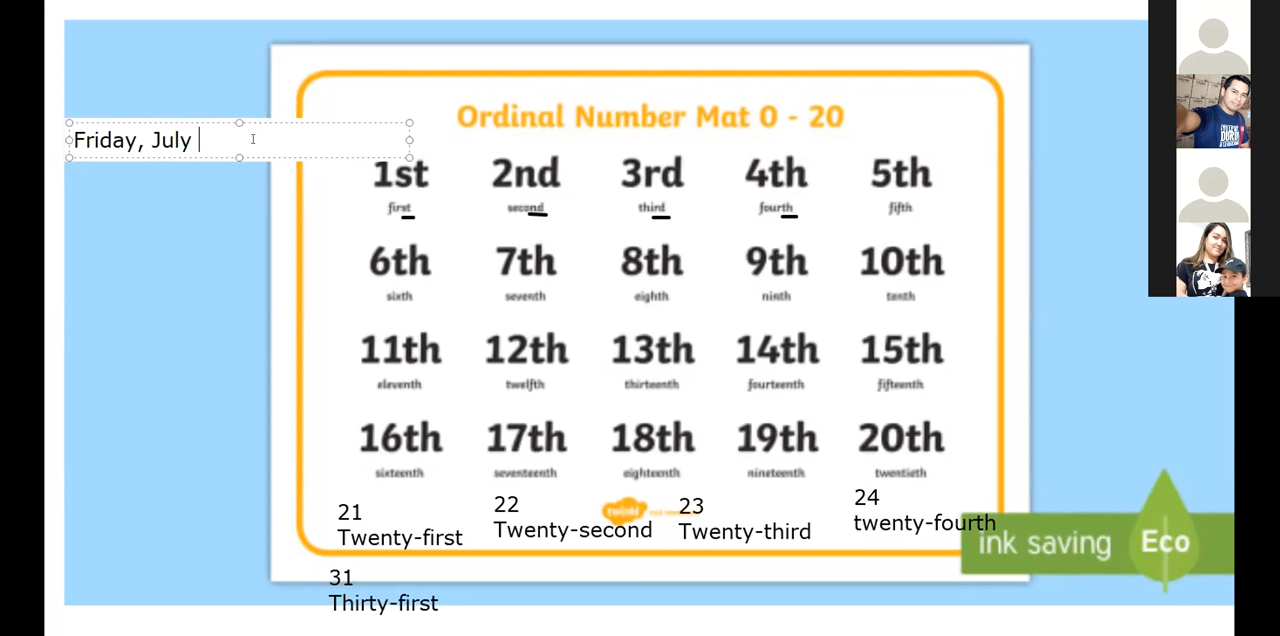 Ordinal Number Mat 0 - 20
Friday, July
1st 2nd 3rd 4th 5th
first second third fourth fifth
6th 7th 8th 9th 10th
sixth seventh eighth ninth tenth
11th 12th 13th 14th 15th
eleventh twelfth thirteenth fourteenth fifteenth
16th 17th 18th 19th 20th
sixteenth seventeenth eighteenth nineteenth twentieth
21 22 23 24
Twenty-first Twenty-second Twenty-third twenty-fourth
twinkl
ink saving Eco
31
Thirty-first